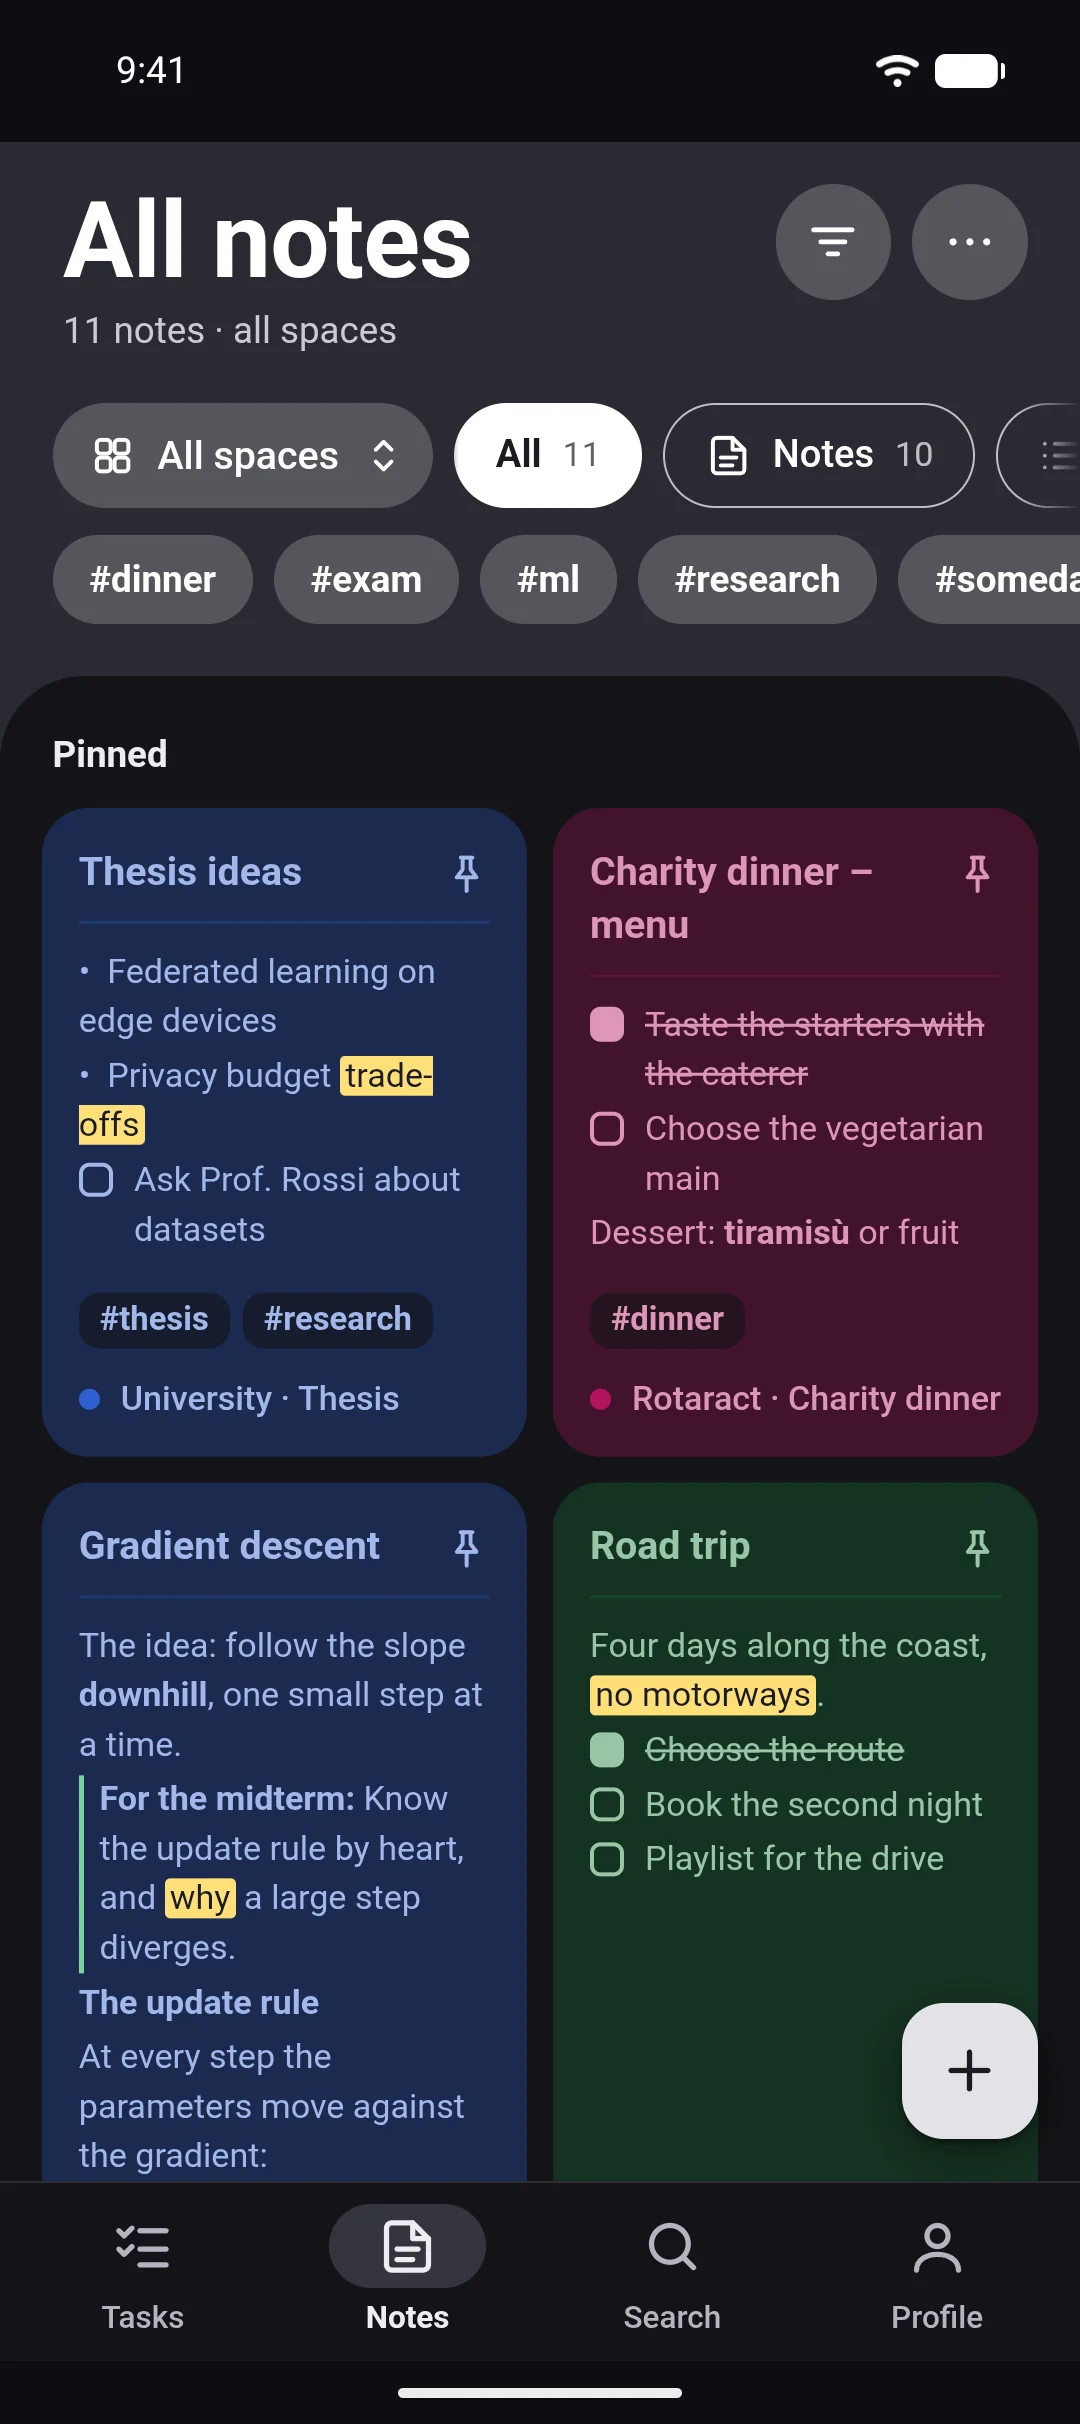 9:41
All notes
11 notes · all spaces
All spaces
All 11
Notes 10
#dinner
#exam
#ml
#research
Pinned
Thesis ideas
• Federated learning on
edge devices
• Privacy budget trade-
offs
Ask Prof. Rossi about
datasets
#thesis #research
University · Thesis
Charity dinner –
menu
Taste the starters with
the caterer
Choose the vegetarian
main
Dessert: tiramisù or fruit
#dinner
Rotaract · Charity dinner
Gradient descent
The idea: follow the slope
downhill, one small step at
a time.
For the midterm: Know
the update rule by heart,
and why a large step
diverges.
The update rule
At every step the
parameters move against
the gradient:
Road trip
Four days along the coast,
no motorways.
Choose the route
Book the second night
Playlist for the drive
Tasks
Notes
Search
Profile